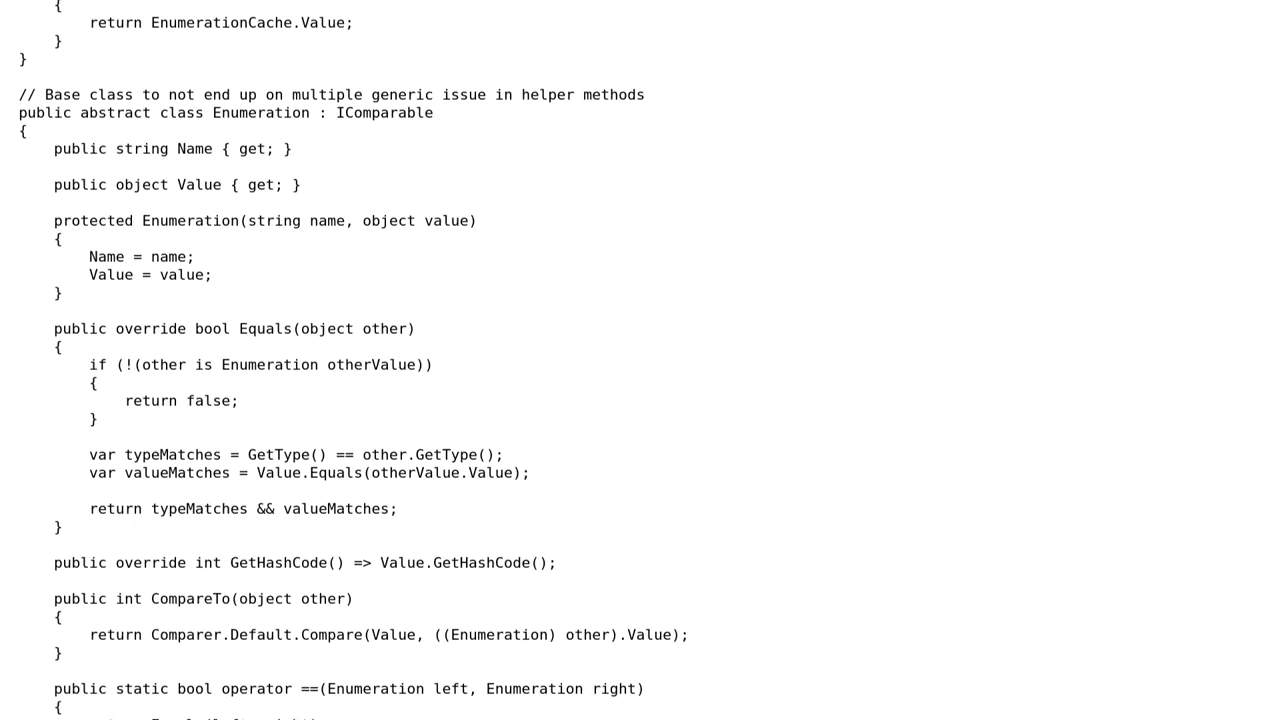 {
        return EnumerationCache.Value;
    }
}

// Base class to not end up on multiple generic issue in helper methods
public abstract class Enumeration : IComparable
{
    public string Name { get; }

    public object Value { get; }

    protected Enumeration(string name, object value)
    {
        Name = name;
        Value = value;
    }

    public override bool Equals(object other)
    {
        if (!(other is Enumeration otherValue))
        {
            return false;
        }

        var typeMatches = GetType() == other.GetType();
        var valueMatches = Value.Equals(otherValue.Value);

        return typeMatches && valueMatches;
    }

    public override int GetHashCode() => Value.GetHashCode();

    public int CompareTo(object other)
    {
        return Comparer.Default.Compare(Value, ((Enumeration) other).Value);
    }

    public static bool operator ==(Enumeration left, Enumeration right)
    {